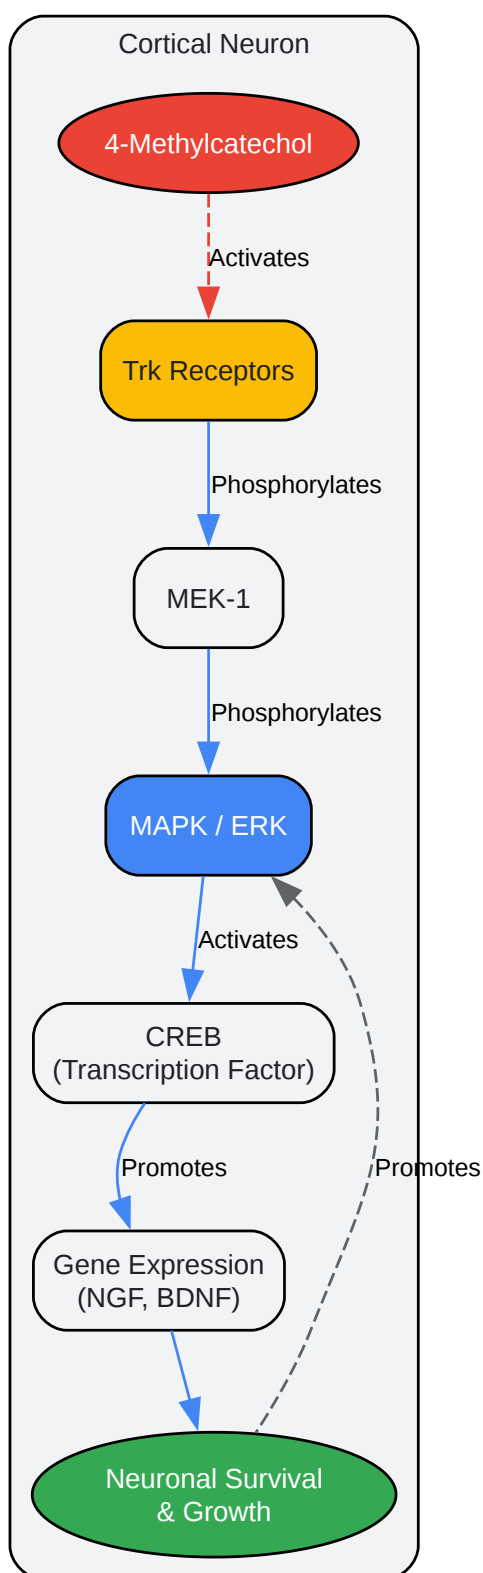 Cortical Neuron
4-Methylcatechol
Activates
Trk Receptors
Phosphorylates
MEK-1
Phosphorylates
MAPK / ERK
Activates
CREB
(Transcription Factor)
Promotes
Promotes
Gene Expression
(NGF, BDNF)
Neuronal Survival
& Growth